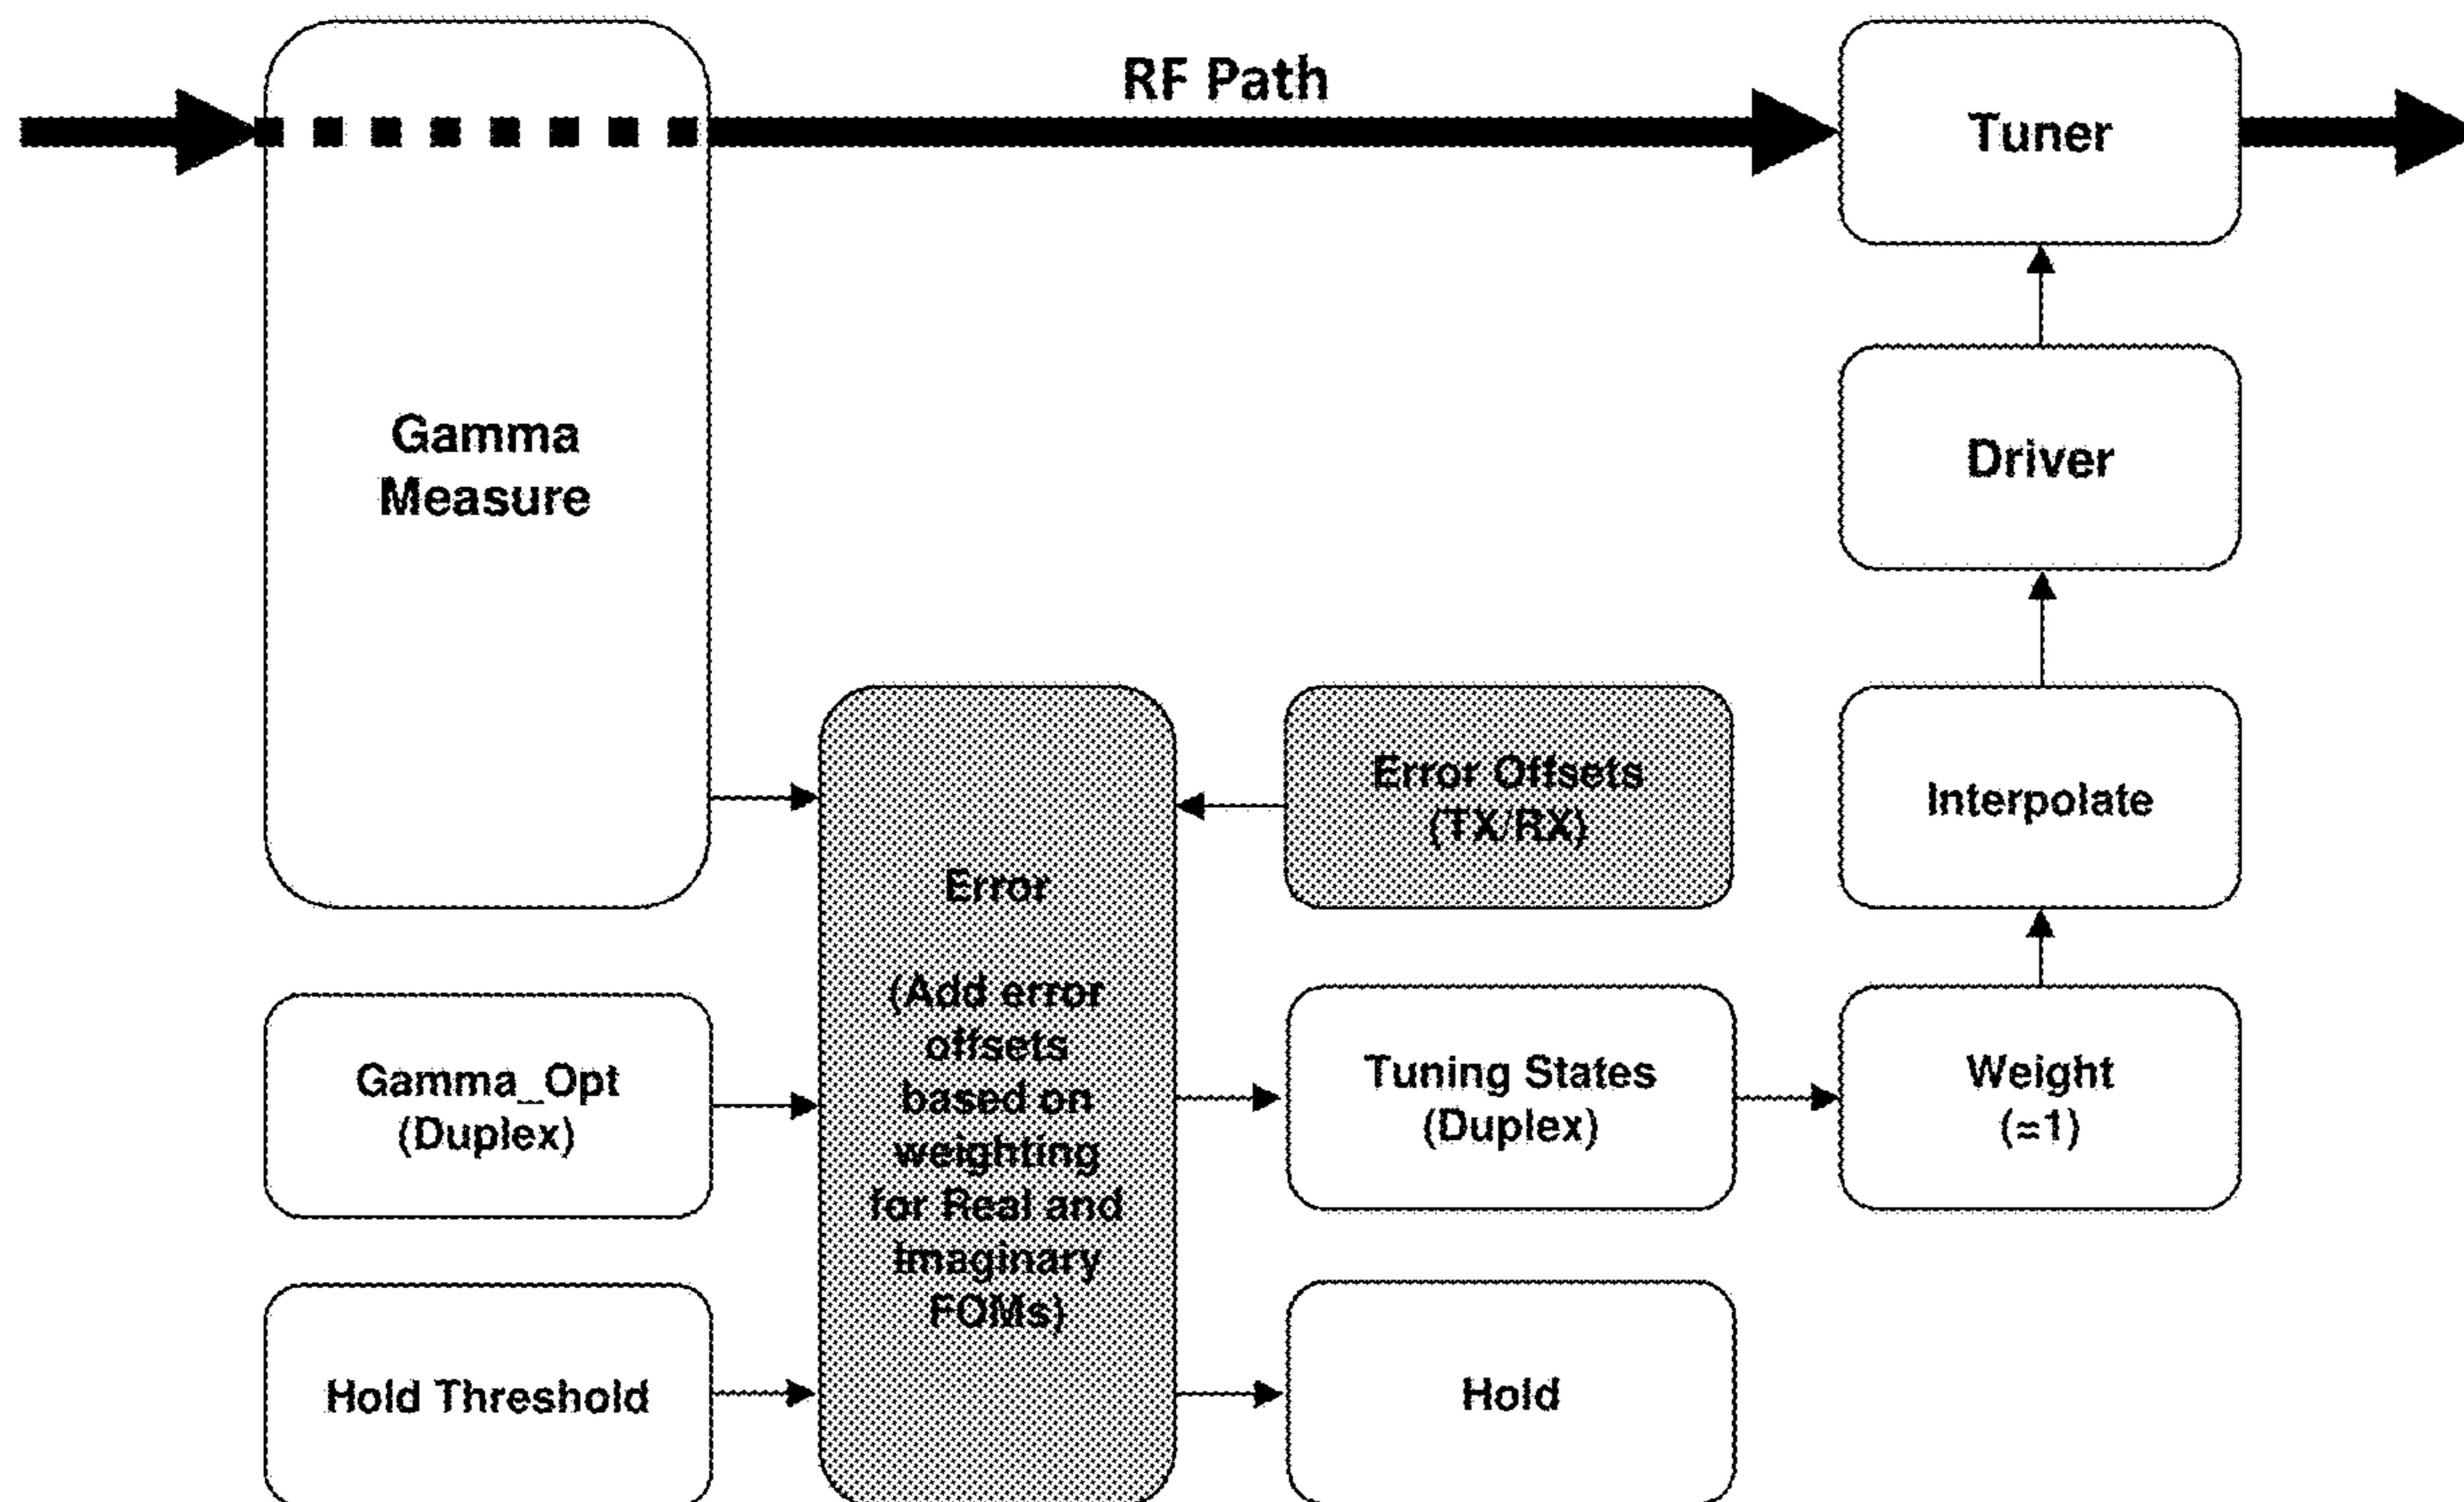 RF Path
Tuner
Gamma
Measure
Driver
Error Offsets
(TX/RX)
Interpolate
Error
(Add error
offsets
based on
weighting
for Real and
Imaginary
FOMs)
Gamma_Opt
(Duplex)
Tuning States
(Duplex)
Weight
(=1)
Hold Threshold
Hold